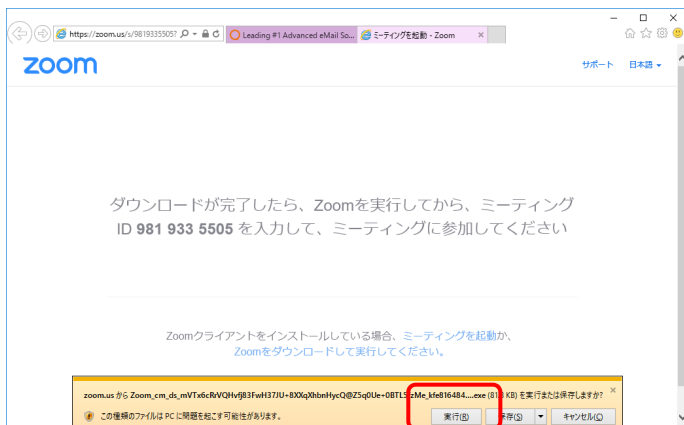 https://zoom.us/s/9819335505?
Leading #1 Advanced eMail So...
ミーティングを起動 - Zoom
zoom
サポート 日本語
ダウンロードが完了したら、Zoomを実行してから、ミーティング
ID 981 933 5505 を入力して、ミーティングに参加してください
Zoomクライアントをインストールしている場合、ミーティングを起動か、
Zoomをダウンロードして実行してください。
zoom.us から を実行または保存しますか?
この種類のファイルは PC に問題を起こす可能性があります。
実行(R) 保存(S) キャンセル(C)